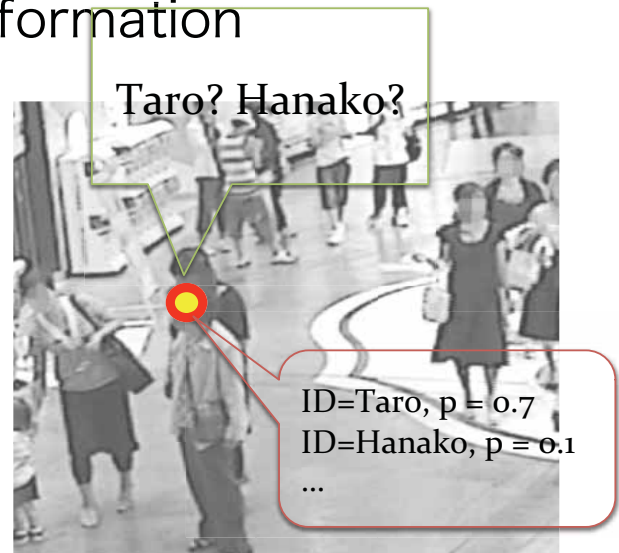 formation
Taro? Hanako?
ID=Taro, p = 0.7
ID=Hanako, p = 0.1
...